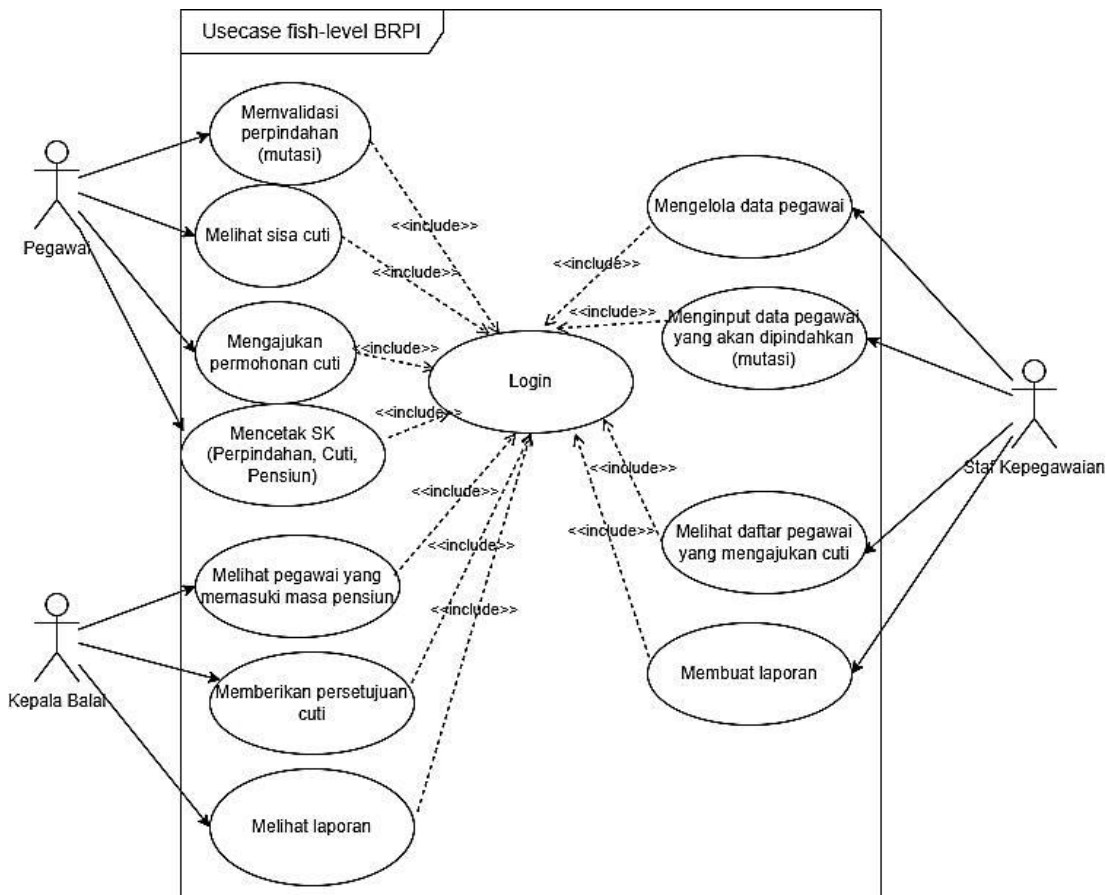 Usecase fish-level BRPI
Memvalidasi
perpindahan
(mutasi)
Pegawai
Melihat sisa cuti
<<include>>
<<include>>
Mengelola data pegawai
<<include>>
Mengajukan
permohonan cuti
<<include>>
Login
<<include>>
Menginput data pegawai
yang akan dipindahkan
(mutasi)
Mencetak SK
(Perpindahan, Cuti,
Pensiun)
<<include>>
Staf Kepegawaian
<<include>>
<<include>>
Melihat daftar pegawai
yang mengajukan cuti
Melihat pegawai yang
memasuki masa pensiun
<<include>>
<<include>>
<<include>>
Kepala Balai
Memberikan persetujuan
cuti
Membuat laporan
Melihat laporan